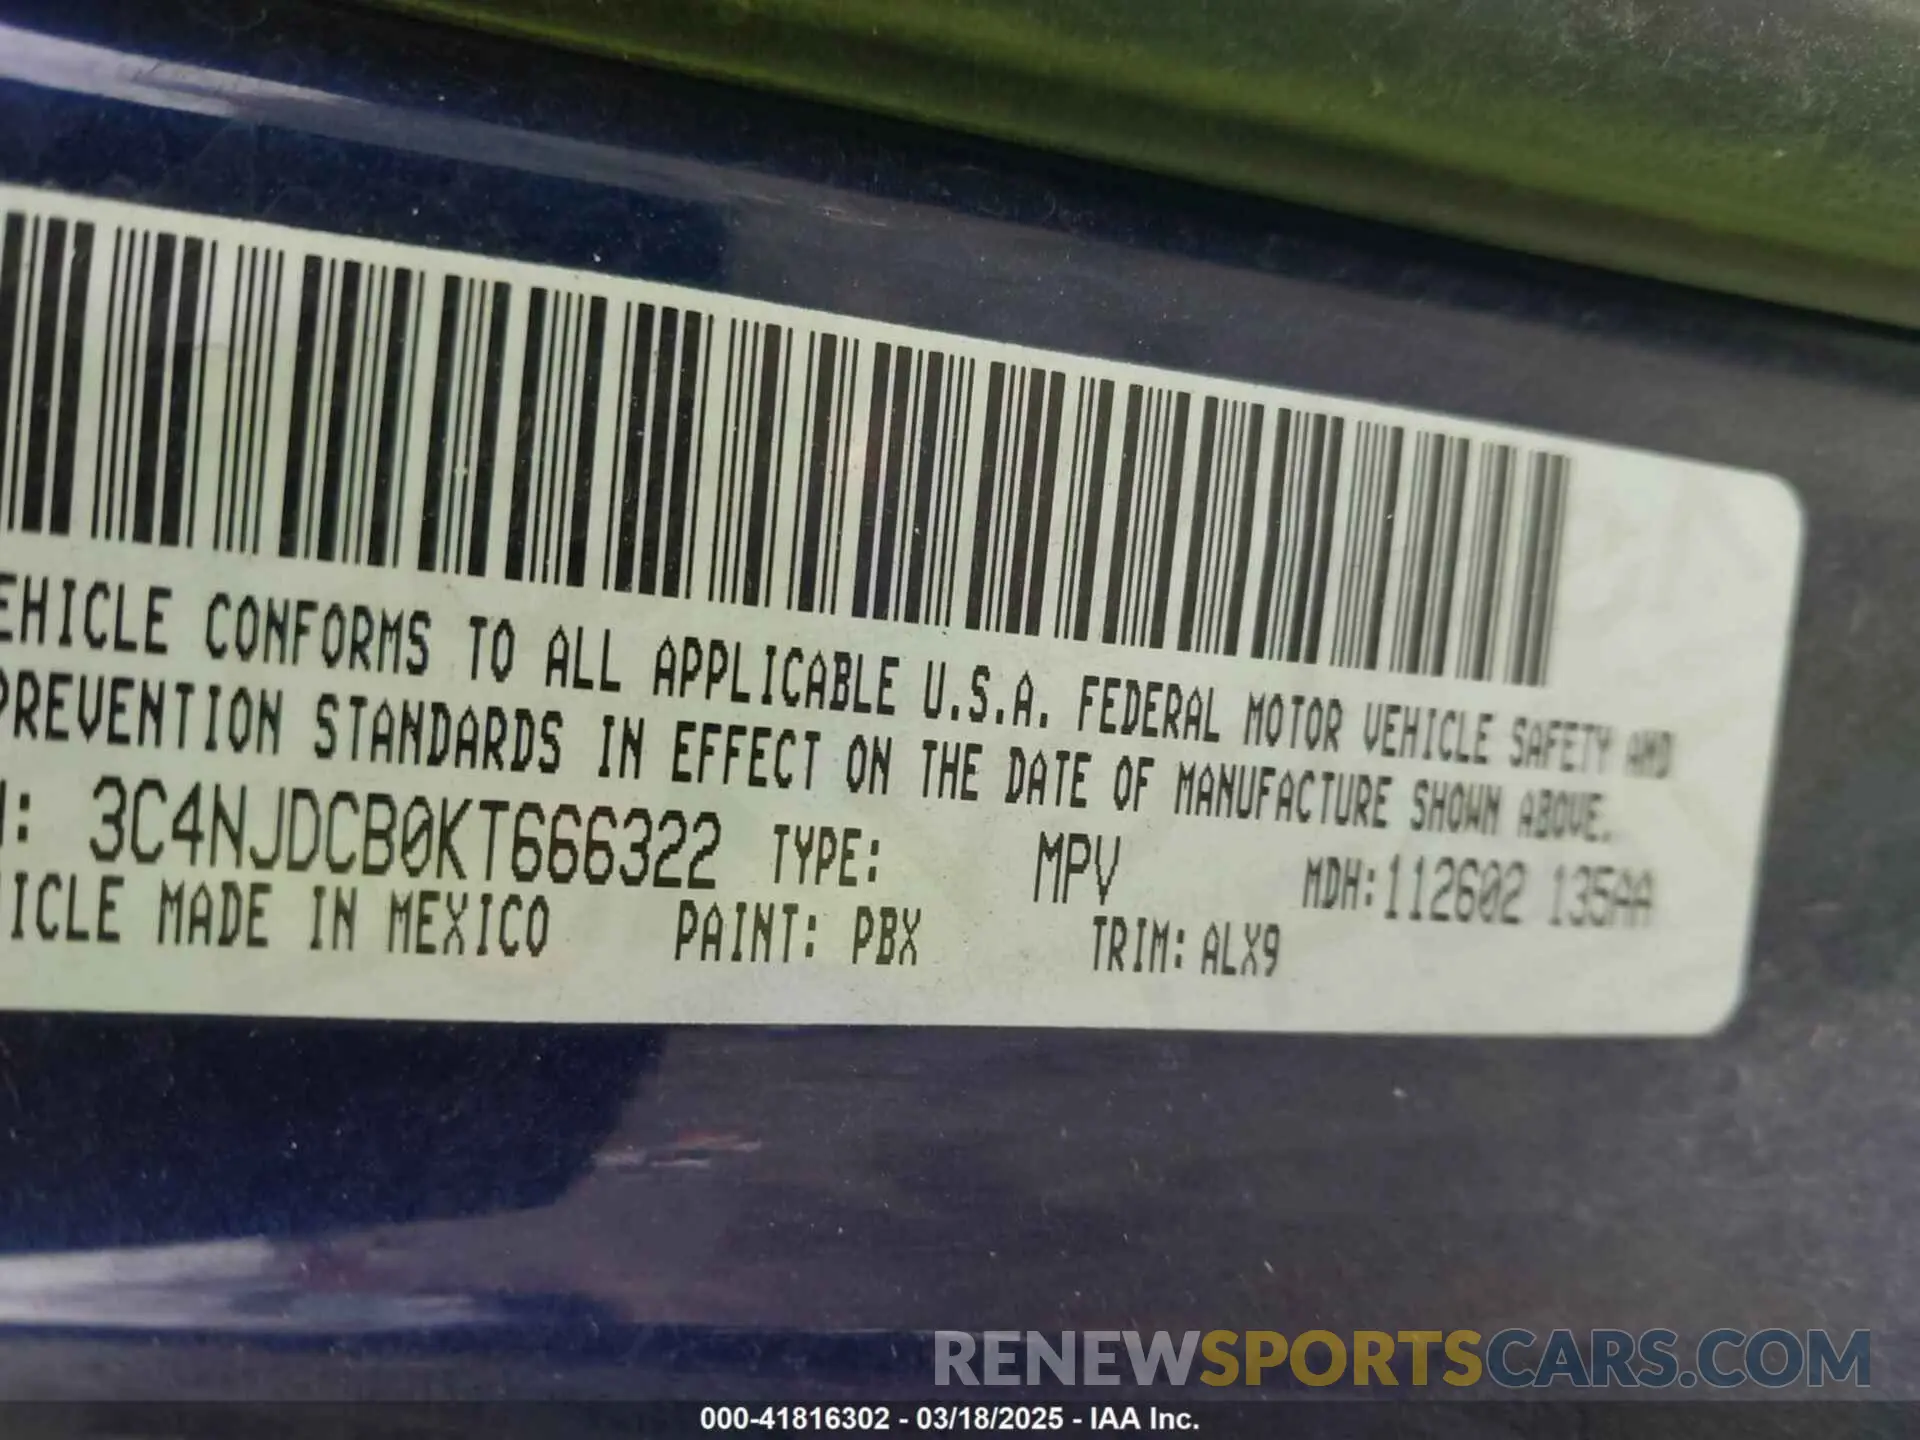 EHICLE CONFORMS TO ALL APPLICABLE U.S.A. FEDERAL MOTOR VEHICLE SAFETY AND
PREVENTION STANDARDS IN EFFECT ON THE DATE OF MANUFACTURE SHOWN ABOVE.
N: 3C4NJDCB0KT666322 TYPE: MPV MDH:112602 135AA
HICLE MADE IN MEXICO PAINT: PBX TRIM: ALX9
RENEWSPORTSCARS.COM
000-41816302 - 03/18/2025 - IAA Inc.